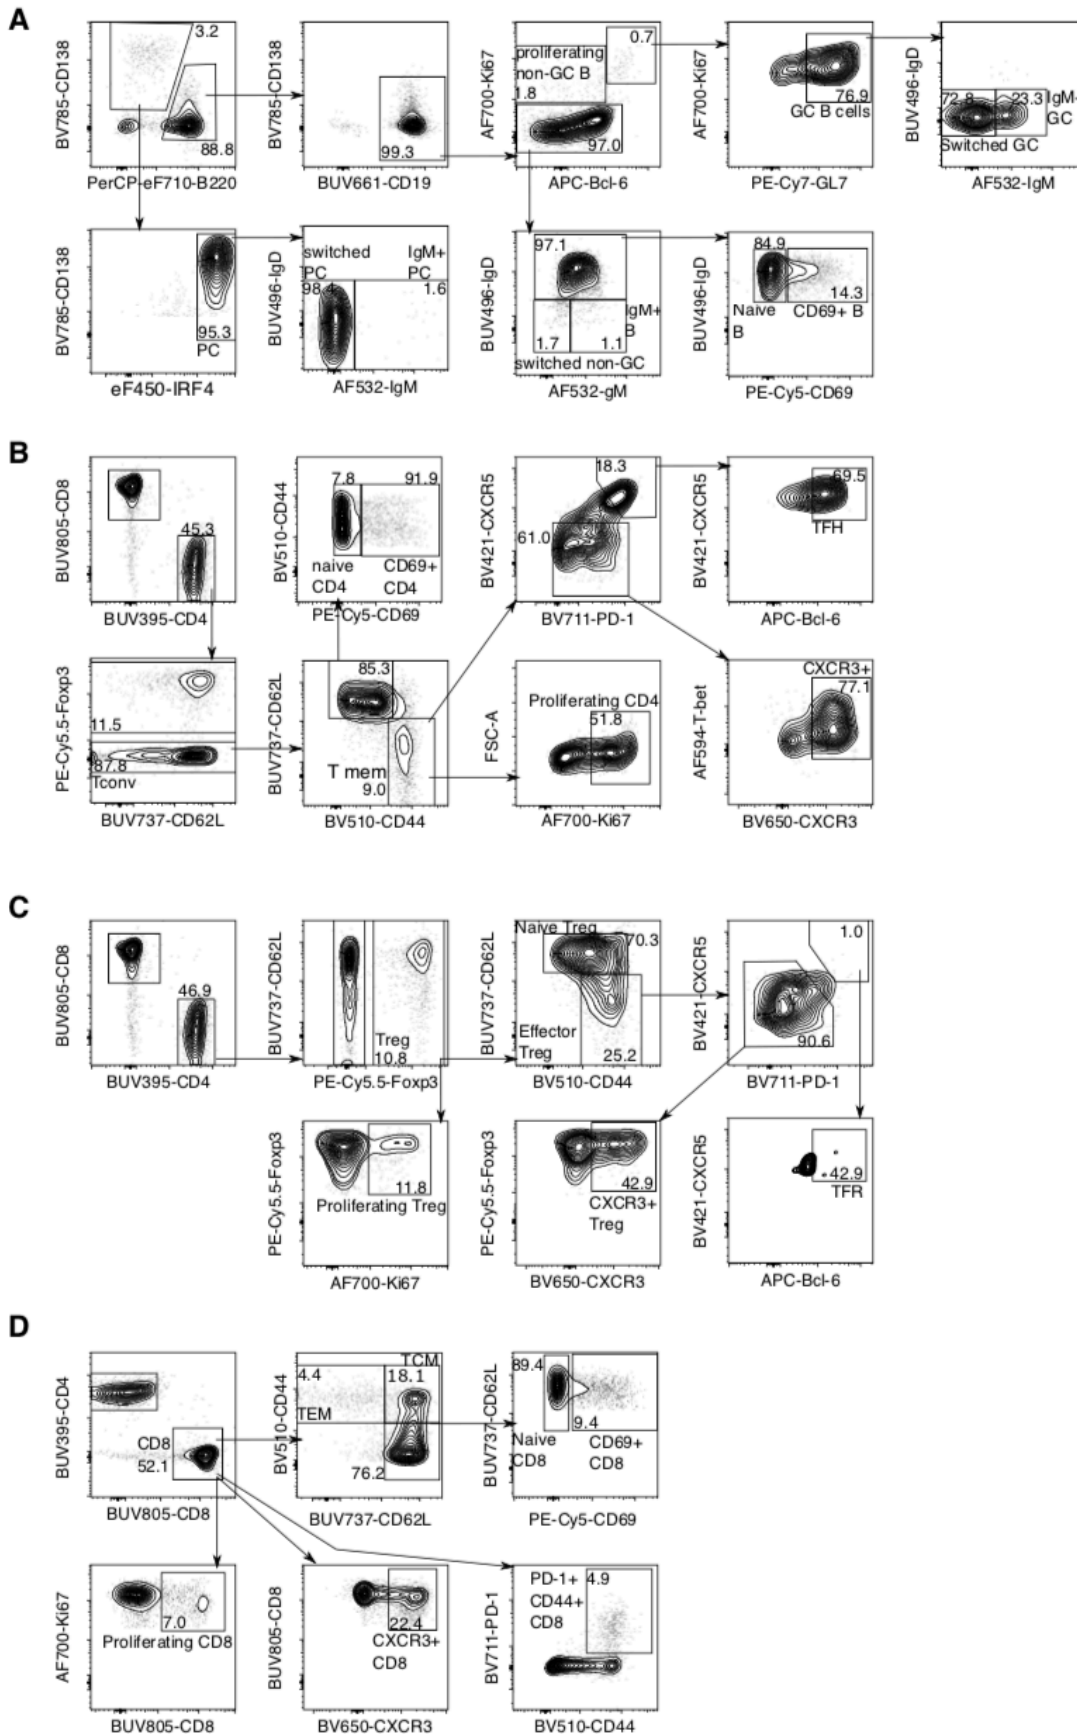 A
BV785-CD138
3.2
88.8
PerCP-eF710-B220
BV785-CD138
99.3
BUV661-CD19
AF700-Ki67
proliferating
non-GC B
1.8
0.7
97.0
APC-Bcl-6
AF700-Ki67
76.9
GC B cells
PE-Cy7-GL7
BUV496-IgD
72.8
23.3
IgM+
GC
Switched GC
AF532-IgM
BV785-CD138
95.3
PC
eF450-IRF4
BUV496-IgD
switched
PC
98.4
IgM+
PC
1.6
AF532-IgM
BUV496-IgD
97.1
IgM+
B
1.7
1.1
switched non-GC
AF532-gM
BUV496-IgD
84.9
14.3
Naive
B
CD69+ B
PE-Cy5-CD69
B
BUV805-CD8
45.3
BUV395-CD4
BV510-CD44
7.8
91.9
naive
CD4
CD69+
CD4
PE-Cy5-CD69
BV421-CXCR5
18.3
61.0
BV711-PD-1
BV421-CXCR5
69.5
TFH
APC-Bcl-6
PE-Cy5.5-Foxp3
11.5
87.8
Tconv
BUV737-CD62L
BUV737-CD62L
85.3
T mem
9.0
BV510-CD44
FSC-A
Proliferating CD4
51.8
AF700-Ki67
AF594-T-bet
CXCR3+
77.1
BV650-CXCR3
C
BUV805-CD8
46.9
BUV395-CD4
BUV737-CD62L
Treg
10.8
PE-Cy5.5-Foxp3
BUV737-CD62L
Naive Treg
70.3
Effector
Treg
25.2
BV510-CD44
BV421-CXCR5
1.0
90.6
BV711-PD-1
PE-Cy5.5-Foxp3
11.8
Proliferating Treg
AF700-Ki67
PE-Cy5.5-Foxp3
42.9
CXCR3+
Treg
BV650-CXCR3
BV421-CXCR5
42.9
TFR
APC-Bcl-6
D
BUV395-CD4
CD8
52.1
BUV805-CD8
BV510-CD44
TCM
4.4
18.1
TEM
76.2
BUV737-CD62L
BUV737-CD62L
89.4
9.4
Naive
CD8
CD69+
CD8
PE-Cy5-CD69
AF700-Ki67
7.0
Proliferating CD8
BUV805-CD8
BUV805-CD8
22.4
CXCR3+
CD8
BV650-CXCR3
BV711-PD-1
PD-1+
CD44+
CD8
4.9
BV510-CD44